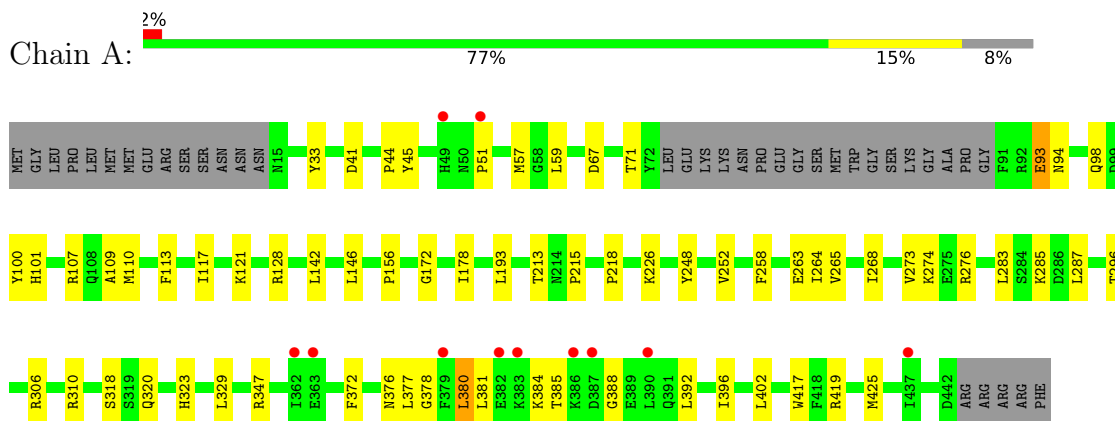 2%
Chain A:
77% 15% 8%
MET GLY LEU PRO LEU MET MET GLU ARG SER SER ASN ASN ASN N15 Y33 D41 P44 Y45 H49 N50 P51 M57 G58 L59 D67 T71 Y72 LEU GLU LYS LYS ASN PRO GLU GLY SER MET TRP GLY SER LYS GLY ALA PRO GLY F91 R92 E93 N94 Q98 D99
Y100 H101 R107 Q108 A109 M110 F113 I117 K121 R128 L142 L146 P156 G172 I178 L193 T213 N214 P215 P218 K226 Y248 V252 F258 E263 I264 V265 I268 V273 K274 E275 R276 L283 S284 K285 D286 L287 T296
R306 R310 S318 S319 Q320 H323 L329 R347 I362 E363 F372 N376 L377 G378 F379 L380 L381 E382 K383 K384 T385 K386 D387 G388 E389 L390 Q391 L392 I396 L402 W417 F418 R419 M425 I437 D442 ARG ARG ARG ARG PHE